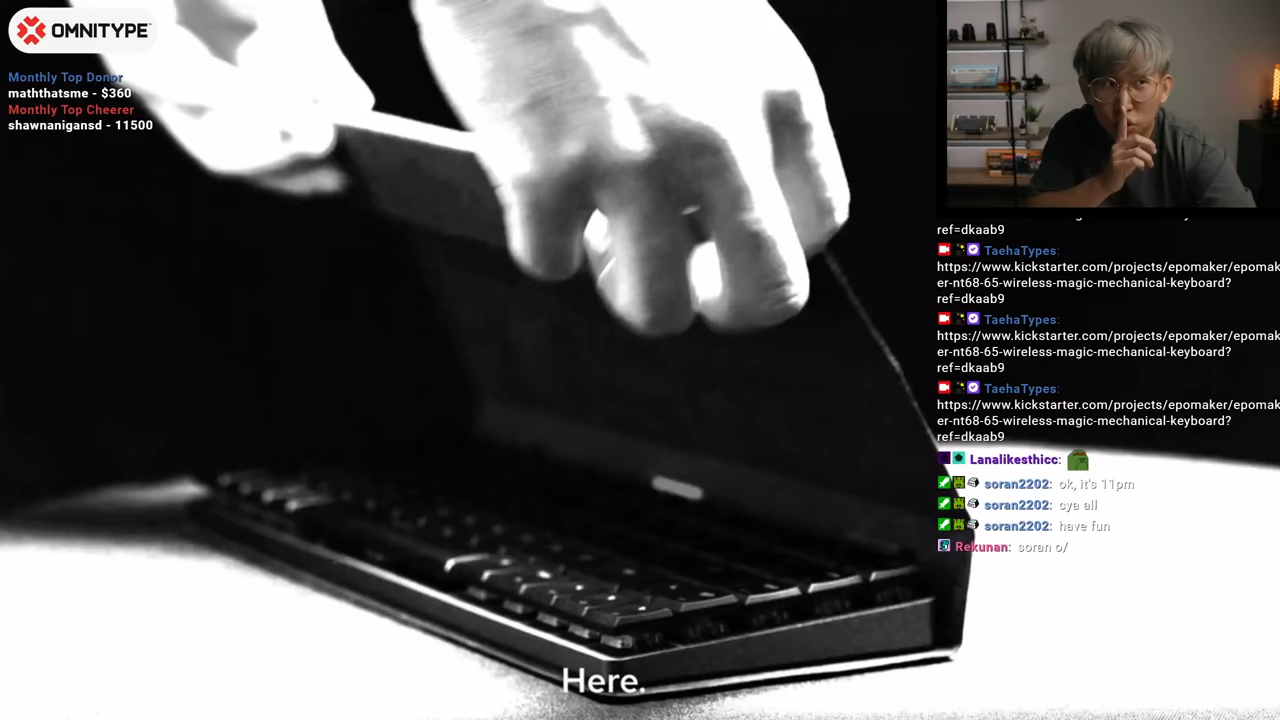 OMNITYPE
Monthly Top Donor
maththatsme - $360
Monthly Top Cheerer
shawnanigansd - 11500
ref=dkaab9
TaehaTypes:
https://www.kickstarter.com/projects/epomaker/epomak
er-nt68-65-wireless-magic-mechanical-keyboard?
ref=dkaab9
TaehaTypes:
https://www.kickstarter.com/projects/epomaker/epomak
er-nt68-65-wireless-magic-mechanical-keyboard?
ref=dkaab9
TaehaTypes:
https://www.kickstarter.com/projects/epomaker/epomak
er-nt68-65-wireless-magic-mechanical-keyboard?
ref=dkaab9
Lanalikesthicc:
soran2202: ok, it's 11pm
soran2202: cya all
soran2202: have fun
Rekunan: soran o/
Here.